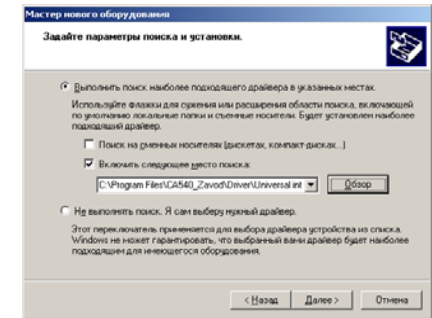 Мастер нового оборудования
Задайте параметры поиска и установки.
Выполнить поиск наиболее подходящего драйвера в указанных местах.
Используйте флажки для сужения или расширения области поиска, включающей
по умолчанию локальные папки и съемные носители. Будет установлен наиболее
подходящий драйвер.
Поиск на сменных носителях (дискетах, компакт-дисках...)
Включить следующее место поиска:
C:\Program Files\CA540_Zavod\Driver\Universal int
Обзор
Не выполнять поиск. Я сам выберу нужный драйвер.
Этот переключатель применяется для выбора драйвера устройства из списка.
Windows не может гарантировать, что выбранный вами драйвер будет наиболее
подходящим для имеющегося оборудования.
< Назад
Далее >
Отмена